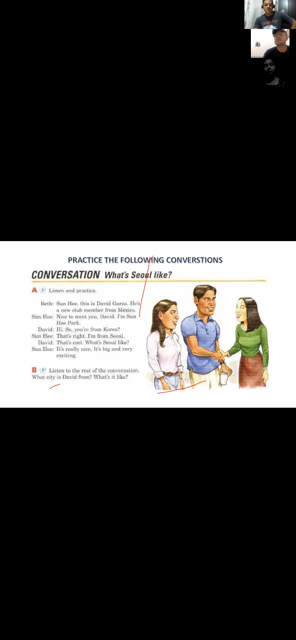 PRACTICE THE FOLLOWING CONVERSTIONS
CONVERSATION What's Seoul like?
A Listen and practice.
Beth: Sun Hee, this is David Garza. He's
a new club member from Mexico.
Sun Hee: Nice to meet you, David. I'm Sun
Hee Park.
David: Hi. So, you're from Korea?
Sun Hee: That's right. I'm from Seoul.
David: That's cool. What's Seoul like?
Sun Hee: It's really nice. It's big and very
exciting.
B Listen to the rest of the conversation.
What city is David from? What's it like?